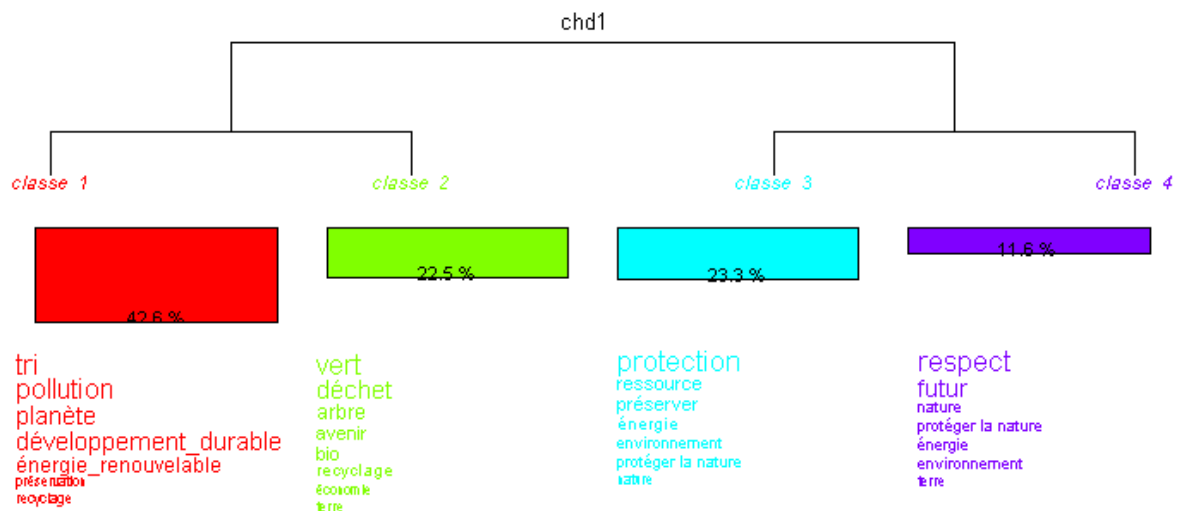 chd1
classe 1
classe 2
classe 3
classe 4
42.6 %
22.5 %
23.3 %
11.6 %
tri
pollution
planète
développement_durable
énergie_renouvelable
préservation
recyclage
vert
déchet
arbre
avenir
bio
recyclage
économie
terre
protection
ressource
préserver
énergie
environnement
protéger la nature
nature
respect
futur
nature
protéger la nature
énergie
environnement
terre